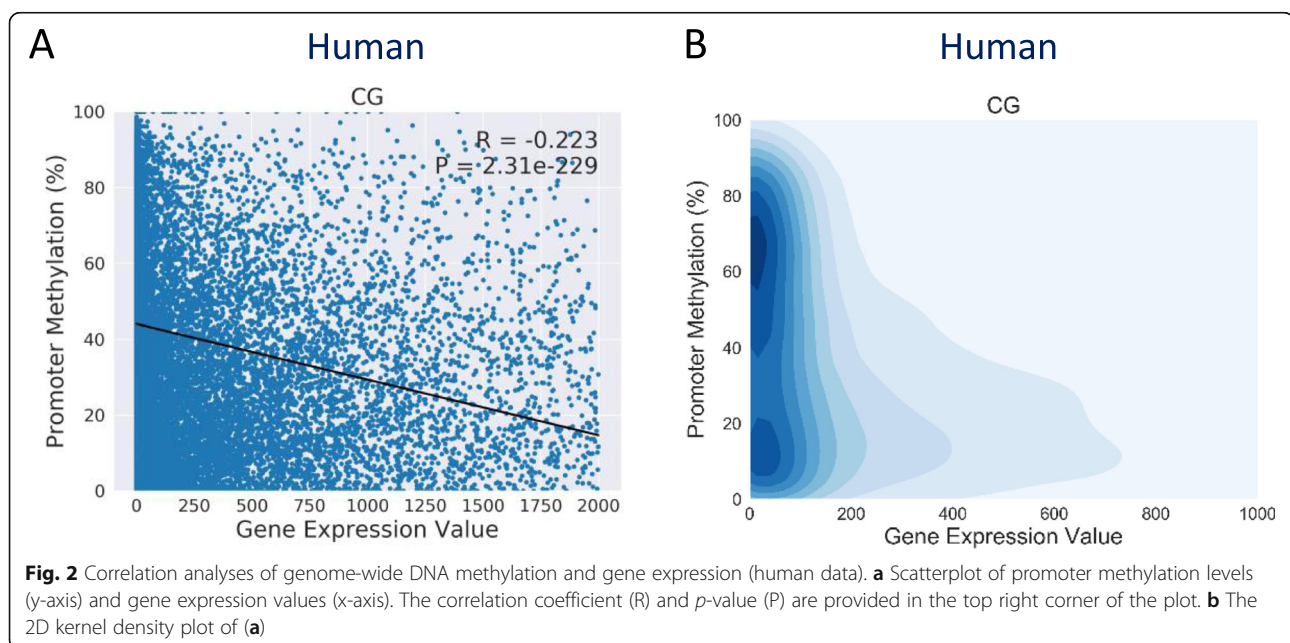 A
Human
CG
R = -0.223
P = 2.31e-229
Promoter Methylation (%)
100
80
60
40
20
0
0 250 500 750 1000 1250 1500 1750 2000
Gene Expression Value
B
Human
CG
Promoter Methylation (%)
100
80
60
40
20
0
0 200 400 600 800 1000
Gene Expression Value
Fig. 2 Correlation analyses of genome-wide DNA methylation and gene expression (human data). a Scatterplot of promoter methylation levels
(y-axis) and gene expression values (x-axis). The correlation coefficient (R) and p-value (P) are provided in the top right corner of the plot. b The
2D kernel density plot of (a)